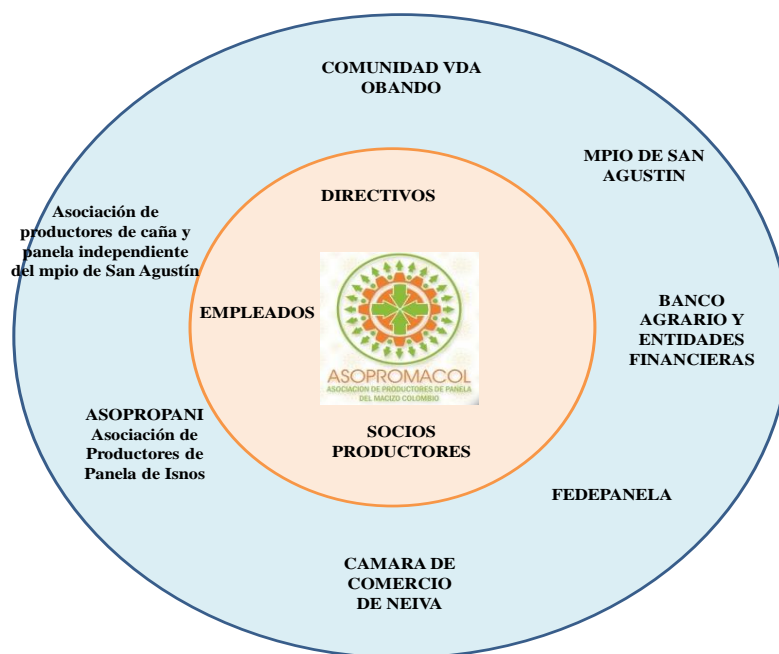 COMUNIDAD VDA
OBANDO
MPIO DE SAN
AGUSTIN
DIRECTIVOS
Asociación de
productores de caña y
panela independiente
del mpio de San Agustín
EMPLEADOS
BANCO
AGRARIO Y
ENTIDADES
FINANCIERAS
ASOPROMACOL
ASOCIACION DE PRODUCTORES DE PANELA
DEL MACIZO COLOMBIO
ASOPROPANI
Asociación de
Productores de
Panela de Isnos
SOCIOS
PRODUCTORES
FEDEPANELA
CAMARA DE
COMERCIO
DE NEIVA